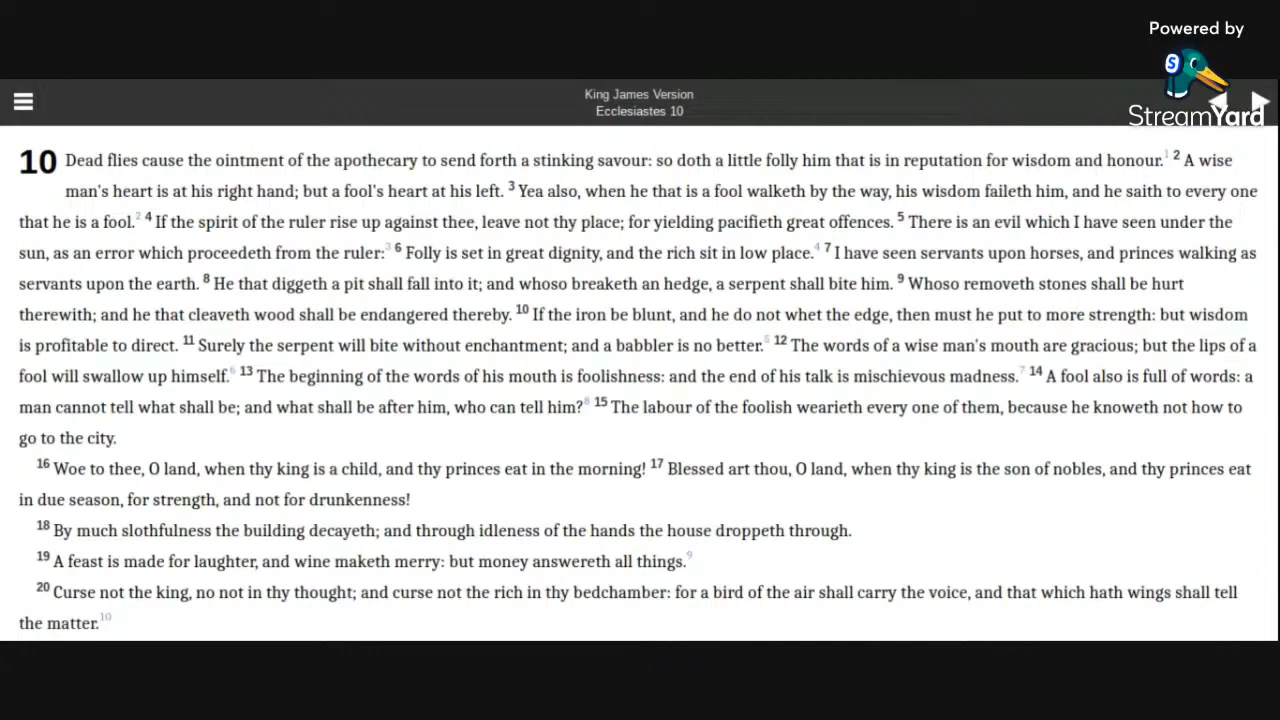 Powered by
StreamYard
King James Version
Ecclesiastes 10
10 Dead flies cause the ointment of the apothecary to send forth a stinking savour: so doth a little folly him that is in reputation for wisdom and honour.1 2 A wise
man's heart is at his right hand; but a fool's heart at his left. 3 Yea also, when he that is a fool walketh by the way, his wisdom faileth him, and he saith to every one
that he is a fool.2 4 If the spirit of the ruler rise up against thee, leave not thy place; for yielding pacifieth great offences. 5 There is an evil which I have seen under the
sun, as an error which proceedeth from the ruler:3 6 Folly is set in great dignity, and the rich sit in low place.4 7 I have seen servants upon horses, and princes walking as
servants upon the earth. 8 He that diggeth a pit shall fall into it; and whoso breaketh an hedge, a serpent shall bite him. 9 Whoso removeth stones shall be hurt
therewith; and he that cleaveth wood shall be endangered thereby. 10 If the iron be blunt, and he do not whet the edge, then must he put to more strength: but wisdom
is profitable to direct. 11 Surely the serpent will bite without enchantment; and a babbler is no better.5 12 The words of a wise man's mouth are gracious; but the lips of a
fool will swallow up himself.6 13 The beginning of the words of his mouth is foolishness: and the end of his talk is mischievous madness.7 14 A fool also is full of words: a
man cannot tell what shall be; and what shall be after him, who can tell him?8 15 The labour of the foolish wearieth every one of them, because he knoweth not how to
go to the city.
16 Woe to thee, O land, when thy king is a child, and thy princes eat in the morning! 17 Blessed art thou, O land, when thy king is the son of nobles, and thy princes eat
in due season, for strength, and not for drunkenness!
18 By much slothfulness the building decayeth; and through idleness of the hands the house droppeth through.
19 A feast is made for laughter, and wine maketh merry: but money answereth all things.9
20 Curse not the king, no not in thy thought; and curse not the rich in thy bedchamber: for a bird of the air shall carry the voice, and that which hath wings shall tell
the matter.10